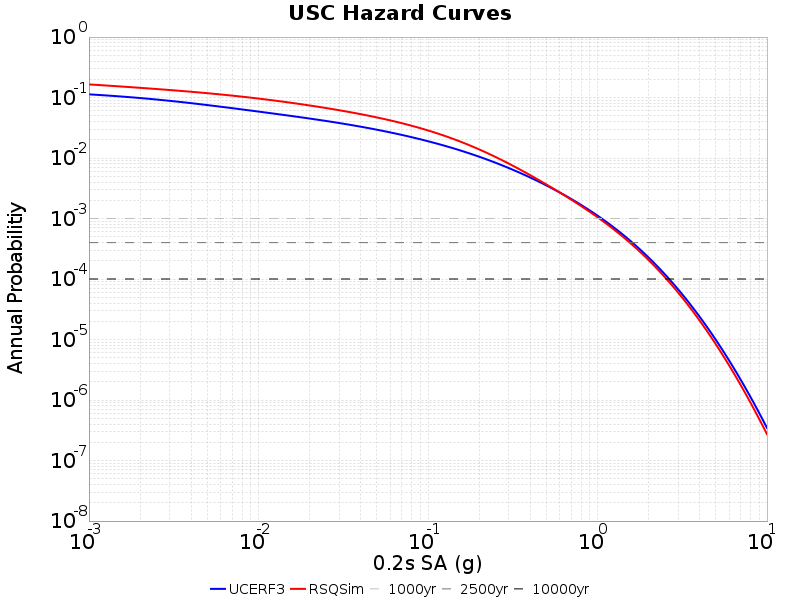 USC Hazard Curves
Annual Probabilitiy
10^0
10^-1
10^-2
10^-3
10^-4
10^-5
10^-6
10^-7
10^-8
10^-3 10^-2 10^-1 10^0 10^1
0.2s SA (g)
UCERF3 RSQSim 1000yr 2500yr 10000yr